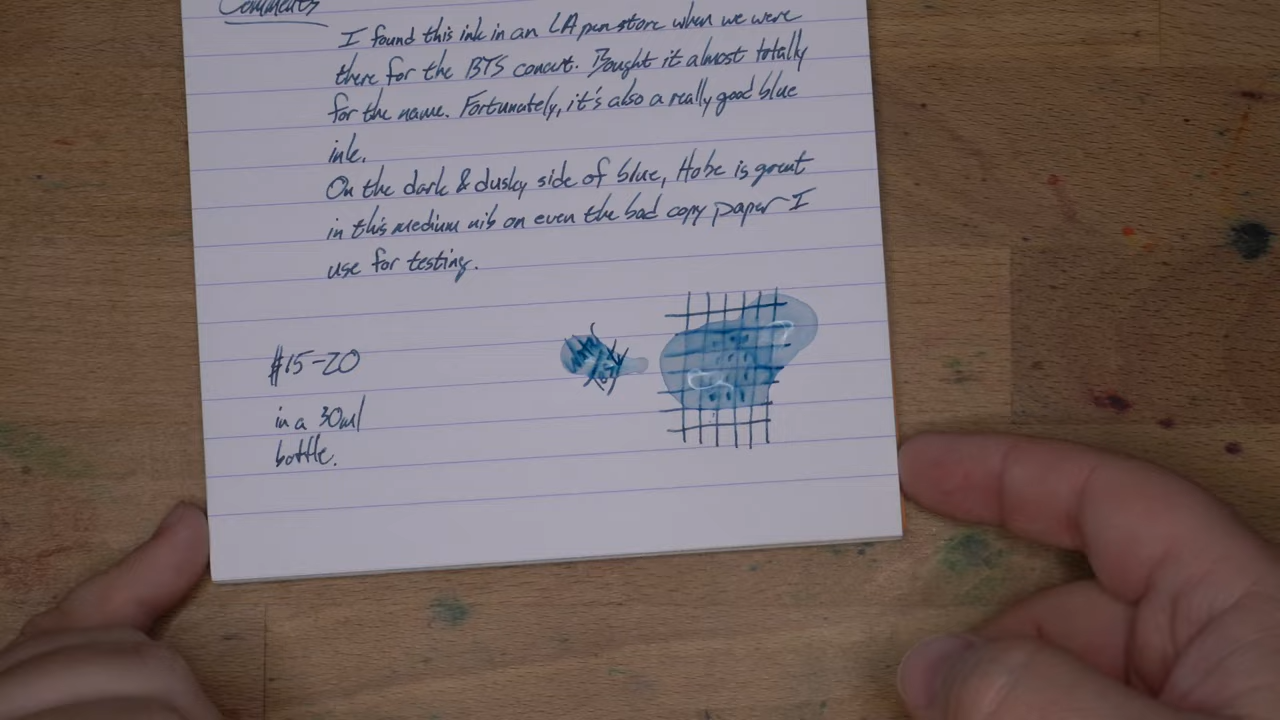 Comments
I found this ink in an LA pen store when we were
there for the BTS concert. Bought it almost totally
for the name. Fortunately, it's also a really good blue
ink.
On the dark & dusky side of blue, Hobe is great
in this medium nib on even the bad copy paper I
use for testing.
$15-20
in a 30ml
bottle.